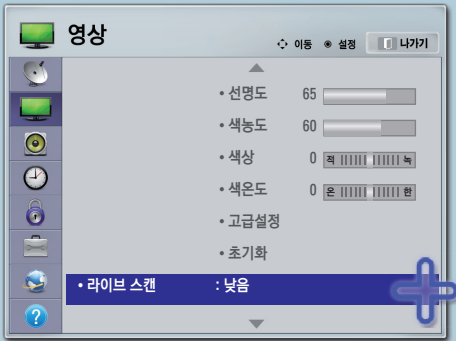 영상
이동 설정 나가기
• 선명도 65
• 색농도 60
• 색상 0 적 녹
• 색온도 0 온 한
• 고급설정
• 초기화
• 라이브 스캔 : 낮음
?